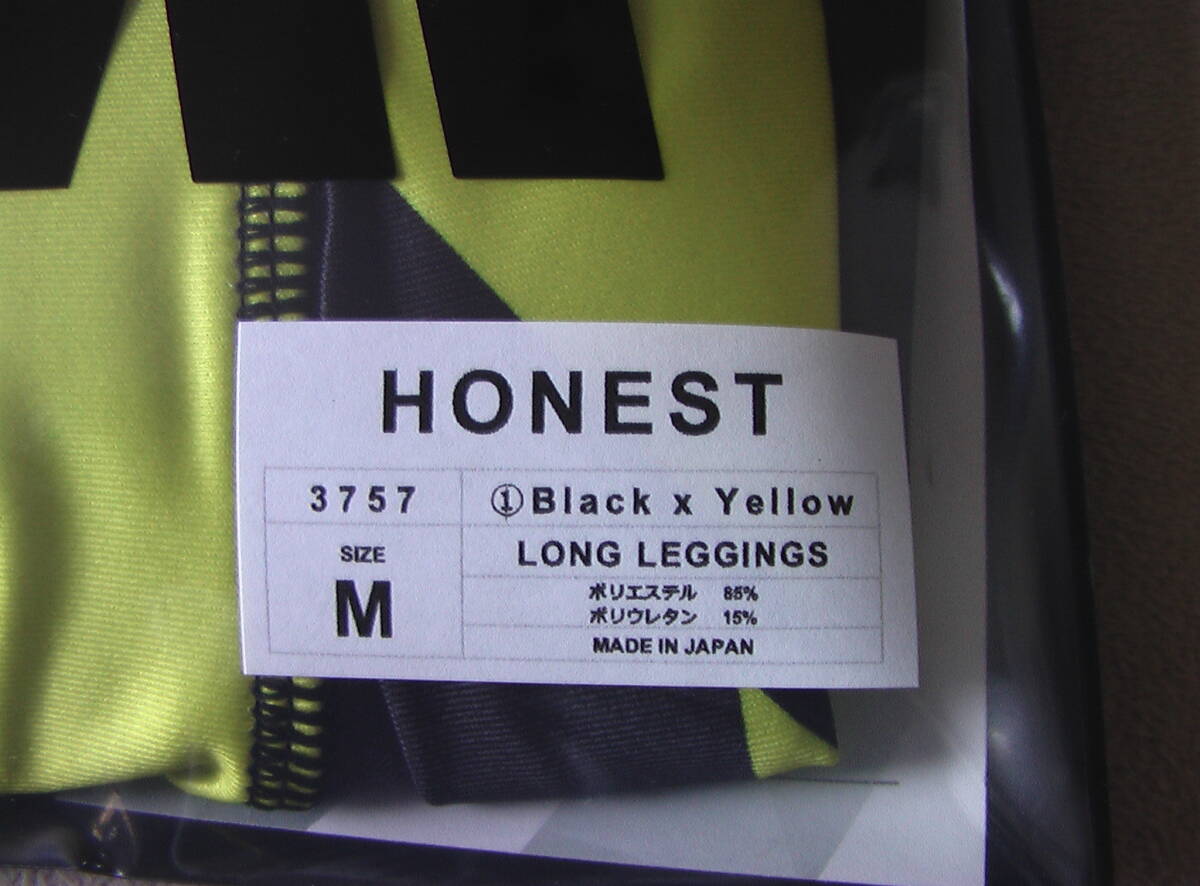 HONEST
3757
①Black x Yellow
SIZE
M
LONG LEGGINGS
ポリエステル 85%
ポリウレタン 15%
MADE IN JAPAN